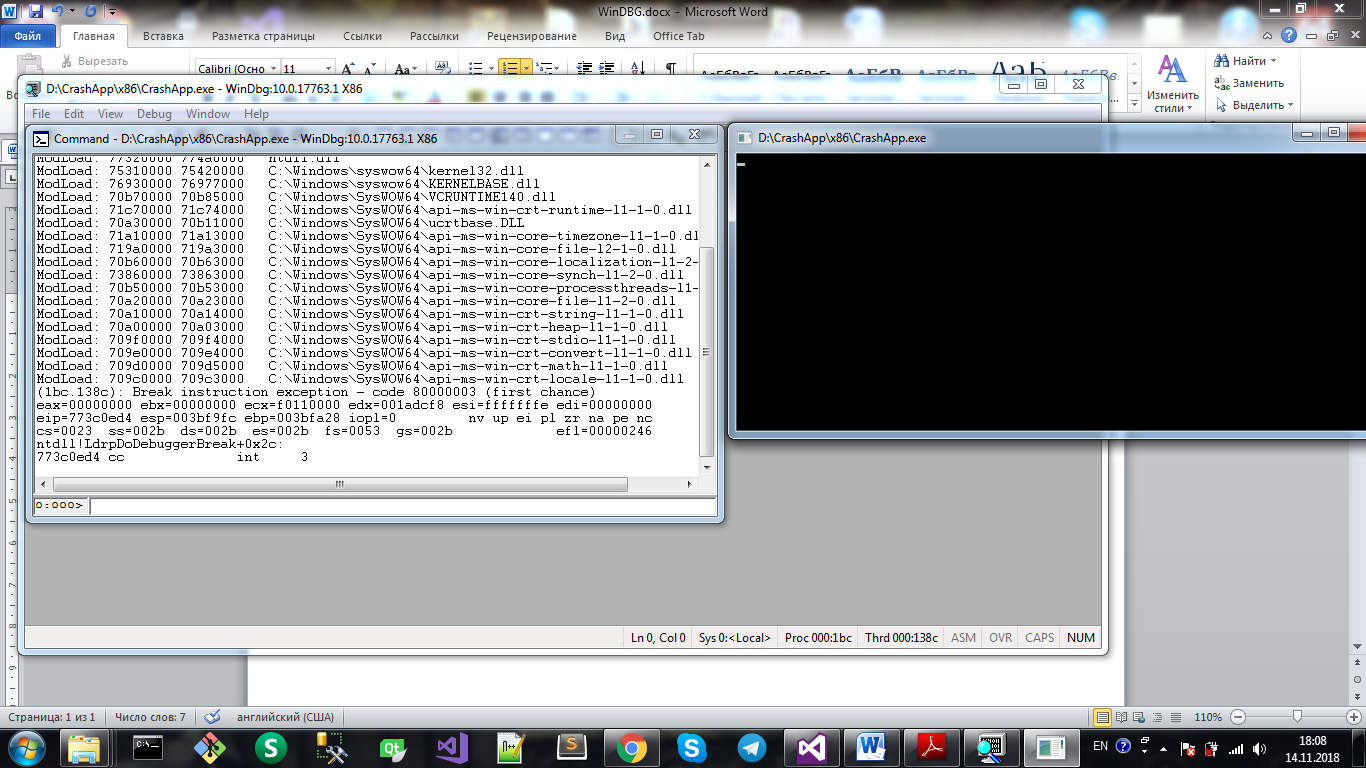 WinDBG.docx - Microsoft Word
Файл Главная Вставка Разметка страницы Ссылки Рассылки Рецензирование Вид Office Tab
Вырезать
Calibri (Осно 11
Найти
Заменить
Выделить
Изменить стили
D:\CrashApp\x86\CrashApp.exe - WinDbg:10.0.17763.1 X86
File Edit View Debug Window Help
Command - D:\CrashApp\x86\CrashApp.exe - WinDbg:10.0.17763.1 X86
ModLoad: 77320000 774a0000 ntdll.dll
ModLoad: 75310000 75420000 C:\Windows\syswow64\kernel32.dll
ModLoad: 76930000 76977000 C:\Windows\syswow64\KERNELBASE.dll
ModLoad: 70b70000 70b85000 C:\Windows\SysWOW64\VCRUNTIME140.dll
ModLoad: 71c70000 71c74000 C:\Windows\SysWOW64\api-ms-win-crt-runtime-l1-1-0.dll
ModLoad: 70a30000 70b11000 C:\Windows\SysWOW64\ucrtbase.DLL
ModLoad: 71a10000 71a13000 C:\Windows\SysWOW64\api-ms-win-core-timezone-l1-1-0.dl
ModLoad: 719a0000 719a3000 C:\Windows\SysWOW64\api-ms-win-core-file-l2-1-0.dll
ModLoad: 70b60000 70b63000 C:\Windows\SysWOW64\api-ms-win-core-localization-l1-2-
ModLoad: 73860000 73863000 C:\Windows\SysWOW64\api-ms-win-core-synch-l1-2-0.dll
ModLoad: 70b50000 70b53000 C:\Windows\SysWOW64\api-ms-win-core-processthreads-l1-
ModLoad: 70a20000 70a23000 C:\Windows\SysWOW64\api-ms-win-core-file-l1-2-0.dll
ModLoad: 70a10000 70a14000 C:\Windows\SysWOW64\api-ms-win-crt-string-l1-1-0.dll
ModLoad: 70a00000 70a03000 C:\Windows\SysWOW64\api-ms-win-crt-heap-l1-1-0.dll
ModLoad: 709f0000 709f4000 C:\Windows\SysWOW64\api-ms-win-crt-stdio-l1-1-0.dll
ModLoad: 709e0000 709e4000 C:\Windows\SysWOW64\api-ms-win-crt-convert-l1-1-0.dll
ModLoad: 709d0000 709d5000 C:\Windows\SysWOW64\api-ms-win-crt-math-l1-1-0.dll
ModLoad: 709c0000 709c3000 C:\Windows\SysWOW64\api-ms-win-crt-locale-l1-1-0.dll
(1bc.138c): Break instruction exception - code 80000003 (first chance)
eax=00000000 ebx=00000000 ecx=f0110000 edx=001adcf8 esi=fffffffe edi=00000000
eip=773c0ed4 esp=003bf9fc ebp=003bfa28 iopl=0 nv up ei pl zr na pe nc
cs=0023 ss=002b ds=002b es=002b fs=0053 gs=002b efl=00000246
ntdll!LdrpDoDebuggerBreak+0x2c:
773c0ed4 cc int 3
0:000>
D:\CrashApp\x86\CrashApp.exe
Ln 0, Col 0 Sys 0:<Local> Proc 000:1bc Thrd 000:138c ASM OVR CAPS NUM
Страница: 1 из 1 Число слов: 7 английский (США) 110%
EN 18:08
14.11.2018